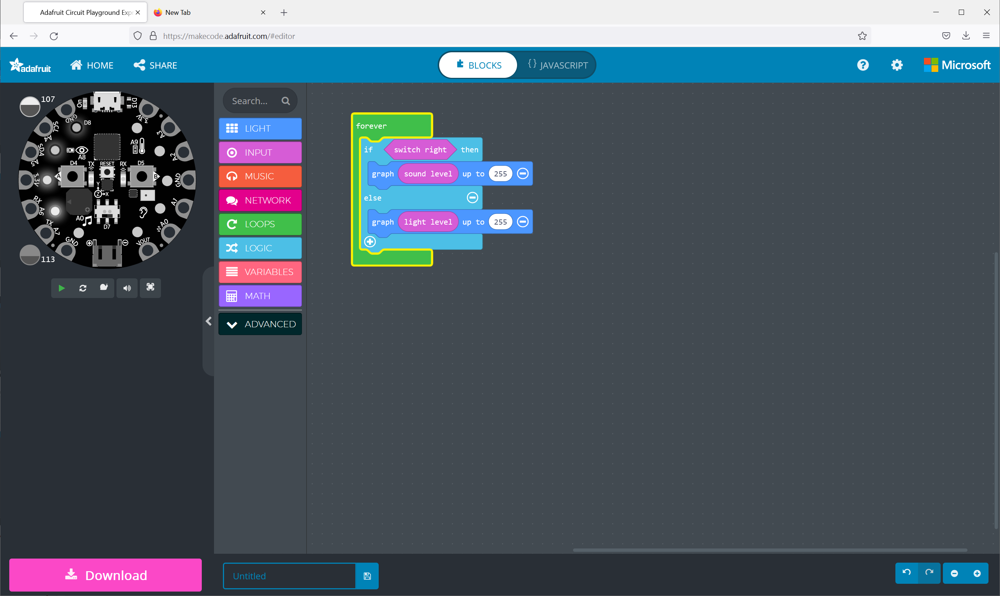 Adafruit Circuit Playground Expr
New Tab
https://makecode.adafruit.com/#editor
adafruit
HOME
SHARE
BLOCKS
{} JAVASCRIPT
Microsoft
107
On
D13
GND
D8
3.3V
SCL
A4
A3
SDA
A5
A8
A9
A2
D4
TX
RESET
RX
D5
A
B
3.3V
GND
Y
Z
X
RX
A6
A1
A0
D7
TX
A7
A0
GND
VOUT
113
Search...
LIGHT
INPUT
MUSIC
NETWORK
LOOPS
LOGIC
VARIABLES
MATH
ADVANCED
forever
if switch right then
graph sound level up to 255
else
graph light level up to 255
Download
Untitled